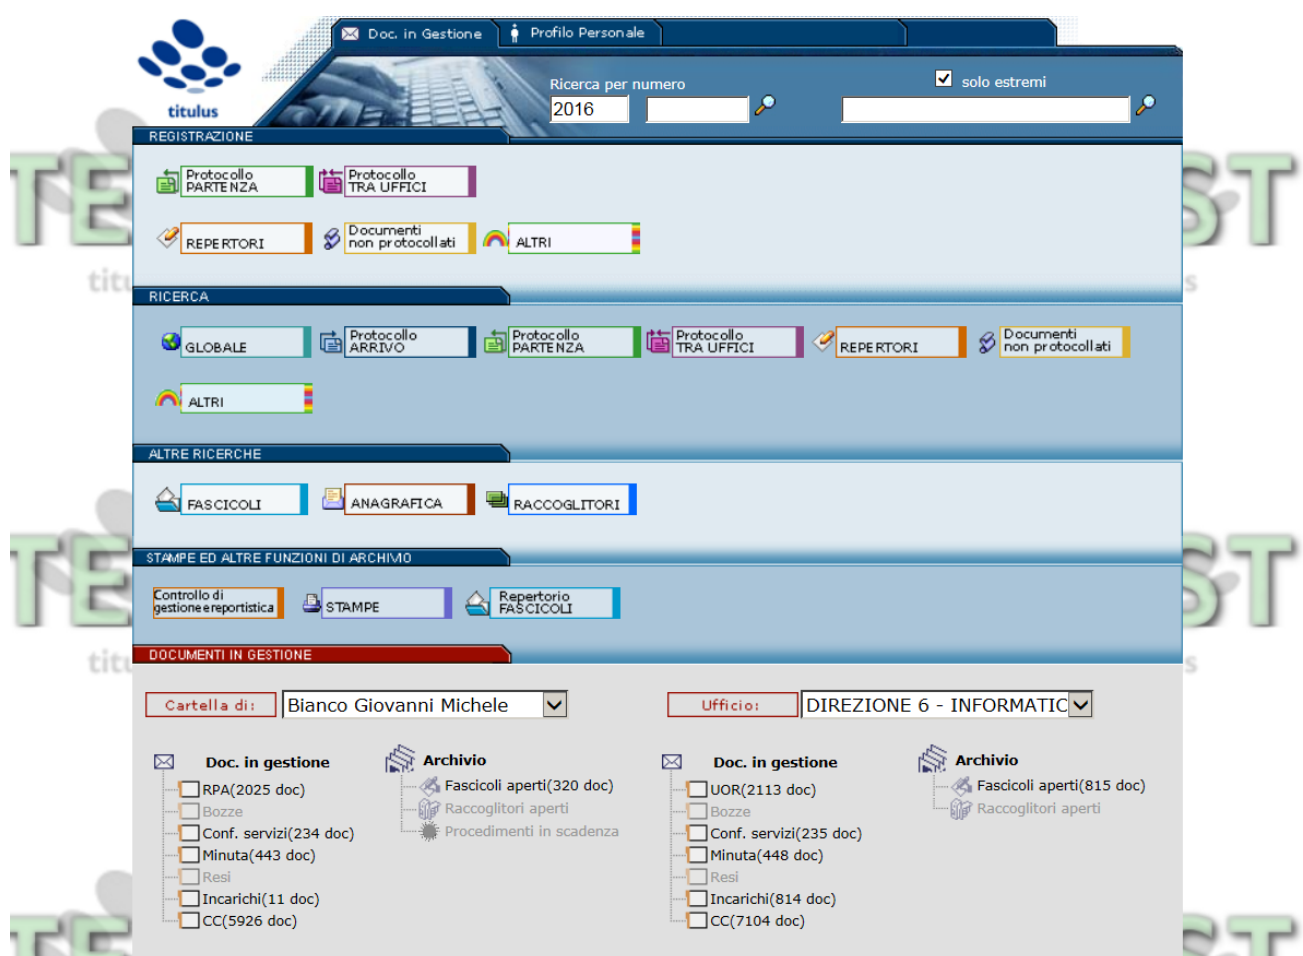 Doc. in Gestione
Profilo Personale
titulus
Ricerca per numero
solo estremi
2016
REGISTRAZIONE
Protocollo
PARTENZA
Protocollo
TRA UFFICI
REPERTORI
Documenti
non protocollati
ALTRI
RICERCA
GLOBALE
Protocollo
ARRIVO
Protocollo
PARTENZA
Protocollo
TRA UFFICI
REPERTORI
Documenti
non protocollati
ALTRI
ALTRE RICERCHE
FASCICOLI
ANAGRAFICA
RACCOGLITORI
STAMPE ED ALTRE FUNZIONI DI ARCHIVIO
Controllo di
gestione e reportistica
STAMPE
Repertorio
FASCICOLI
DOCUMENTI IN GESTIONE
Cartella di:
Bianco Giovanni Michele
Ufficio:
DIREZIONE 6 - INFORMATIC
Doc. in gestione
RPA(2025 doc)
Bozze
Conf. servizi(234 doc)
Minuta(443 doc)
Resi
Incarichi(11 doc)
CC(5926 doc)
Archivio
Fascicoli aperti(320 doc)
Raccoglitori aperti
Procedimenti in scadenza
Doc. in gestione
UOR(2113 doc)
Bozze
Conf. servizi(235 doc)
Minuta(448 doc)
Resi
Incarichi(814 doc)
CC(7104 doc)
Archivio
Fascicoli aperti(815 doc)
Raccoglitori aperti